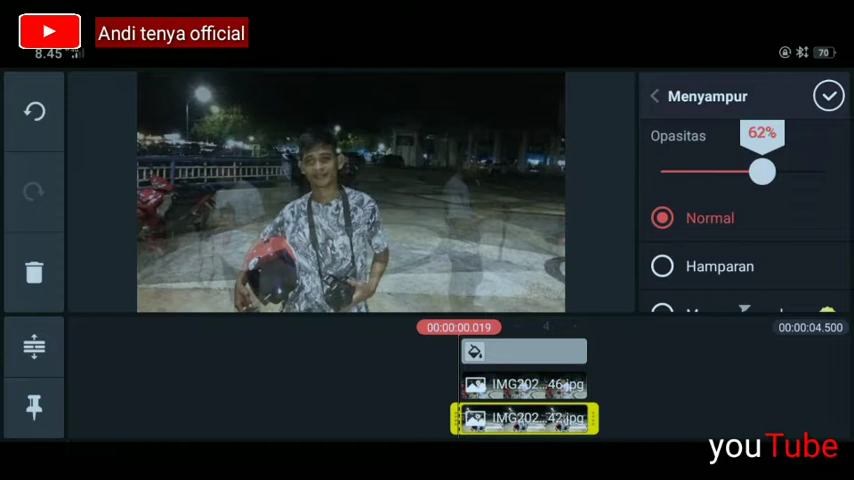 Andi tenya official
8.45
70
Menyampur
Opasitas
62%
Normal
Hamparan
00:00:00.019
4
00:00:04.500
IMG202...46.jpg
IMG202...42.jpg
youTube